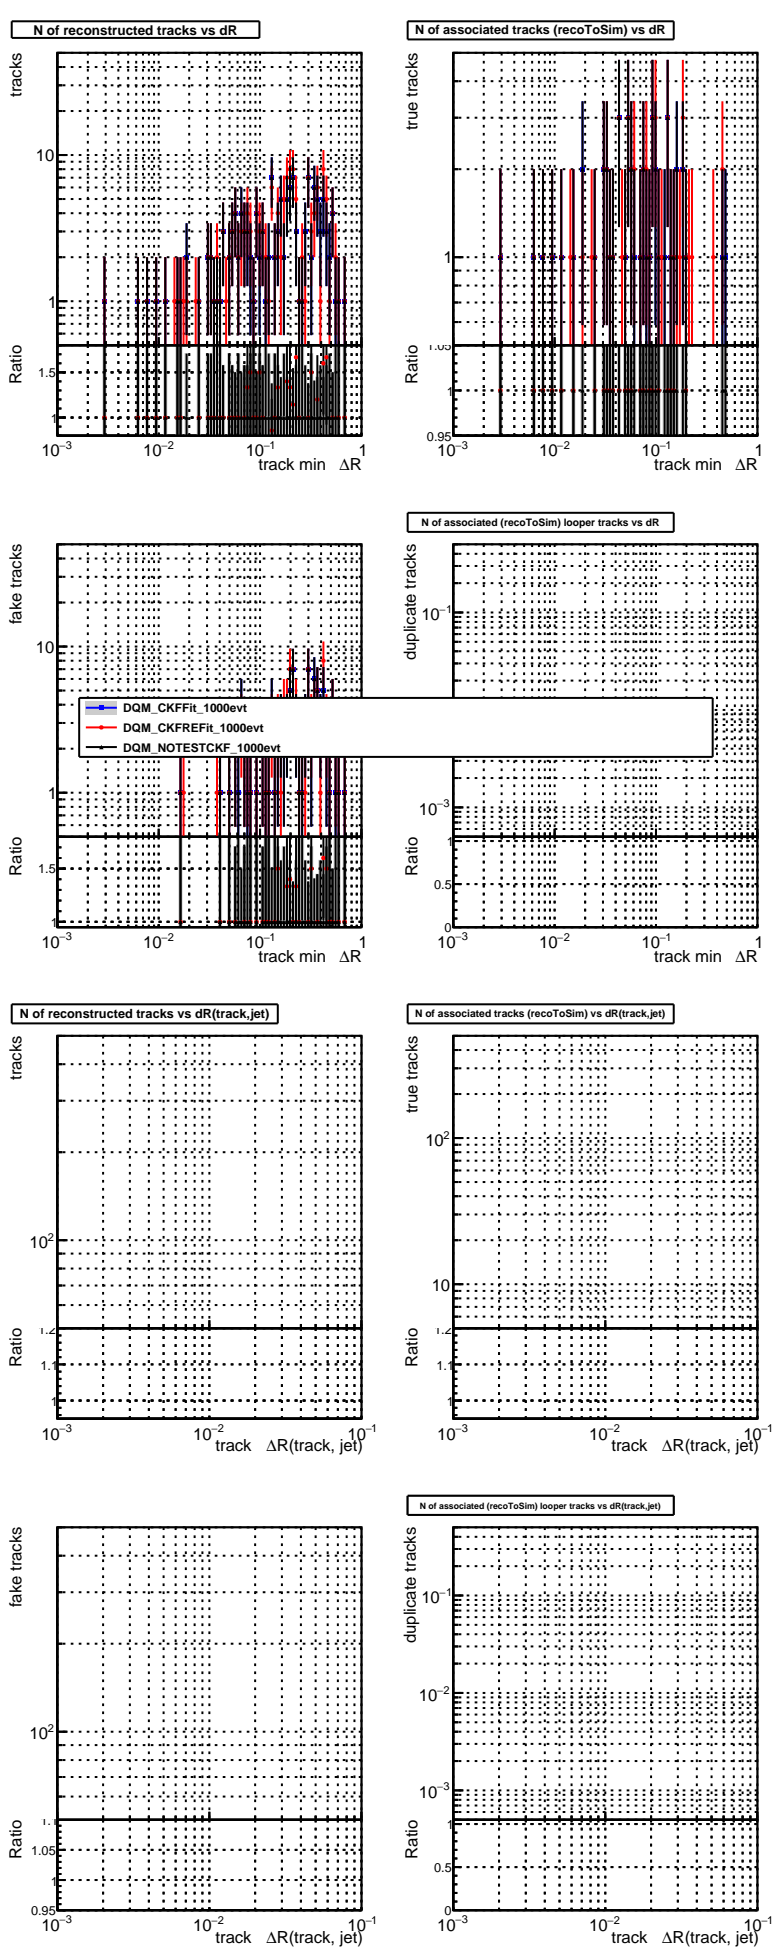 N of reconstructed tracks vs dR
tracks
10
1
Ratio
1.5
1
10−3 10−2 10−1 1
track min ΔR
N of associated tracks (recoToSim) vs dR
true tracks
1
Ratio
1.05
1
0.95
10−3 10−2 10−1 1
track min ΔR
fake tracks
10
1
Ratio
1.5
1
10−3 10−2 10−1 1
track min ΔR
N of associated (recoToSim) looper tracks vs dR
duplicate tracks
10−1
10−3
Ratio
1
0.5
0
10−3 10−2 10−1 1
track min ΔR
DQM_CKFFit_1000evt
DQM_CKFREFit_1000evt
DQM_NOTESTCKF_1000evt
N of reconstructed tracks vs dR(track,jet)
tracks
102
Ratio
1.2
1.1
1
10−3 10−2 10−1
track ΔR(track, jet)
N of associated tracks (recoToSim) vs dR(track,jet)
true tracks
102
10
Ratio
1.2
1.1
1
10−3 10−2 10−1
track ΔR(track, jet)
fake tracks
102
Ratio
1.1
1.05
1
0.95
10−3 10−2 10−1
track ΔR(track, jet)
N of associated (recoToSim) looper tracks vs dR(track,jet)
duplicate tracks
10−1
10−2
10−3
Ratio
1
0.5
0
10−3 10−2 10−1
track ΔR(track, jet)